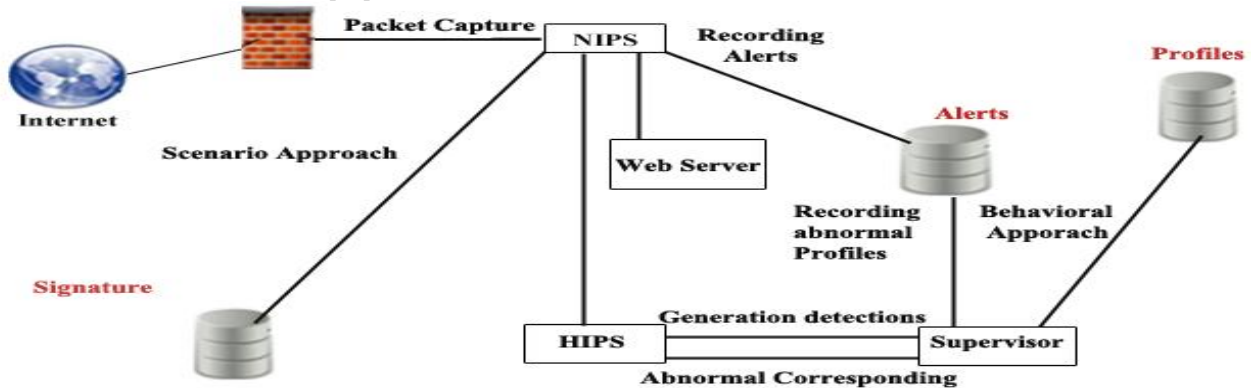 Packet Capture
NIPS
Recording
Alerts
Profiles
Internet
Alerts
Scenario Approach
Web Server
Recording
abnormal
Profiles
Behavioral
Apporach
Signature
Generation detections
HIPS
Supervisor
Abnormal Corresponding